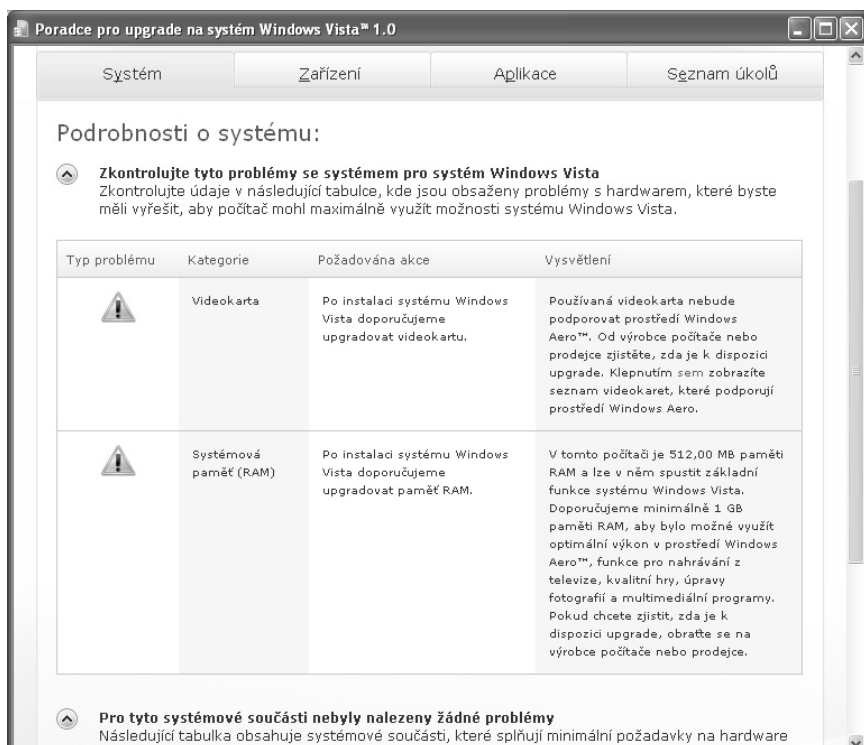 Poradce pro upgrade na systém Windows Vista™ 1.0
Systém
Zařízení
Aplikace
Seznam úkolů
Podrobnosti o systému:
Zkontrolujte tyto problémy se systémem pro systém Windows Vista
Zkontrolujte údaje v následující tabulce, kde jsou obsaženy problémy s hardwarem, které byste
měli vyřešit, aby počítač mohl maximálně využít možnosti systému Windows Vista.
Typ problému
Kategorie
Požadována akce
Vysvětlení
Videokarta
Po instalaci systému Windows
Vista doporučujeme
upgradovat videokartu.
Používaná videokarta nebude
podporovat prostředí Windows
Aero™. Od výrobce počítače nebo
prodejce zjistěte, zda je k dispozici
upgrade. Klepnutím sem zobrazíte
seznam videokaret, které podporují
prostředí Windows Aero.
Systémová
paměť (RAM)
Po instalaci systému Windows
Vista doporučujeme
upgradovat paměť RAM.
V tomto počítači je 512,00 MB paměti
RAM a lze v něm spustit základní
funkce systému Windows Vista.
Doporučujeme minimálně 1 GB
paměti RAM, aby bylo možné využít
optimální výkon v prostředí Windows
Aero™, funkce pro nahrávání z
televize, kvalitní hry, úpravy
fotografií a multimediální programy.
Pokud chcete zjistit, zda je k
dispozici upgrade, obraťte se na
výrobce počítače nebo prodejce.
Pro tyto systémové součásti nebyly nalezeny žádné problémy
Následující tabulka obsahuje systémové součásti, které splňují minimální požadavky na hardware